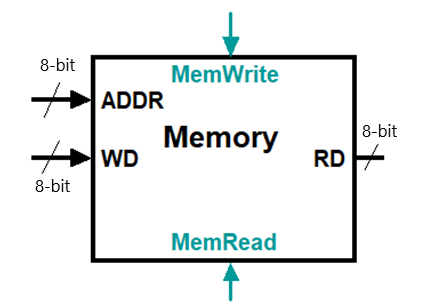 8-bit
MemWrite
ADDR
Memory
8-bit
WD
RD
8-bit
MemRead